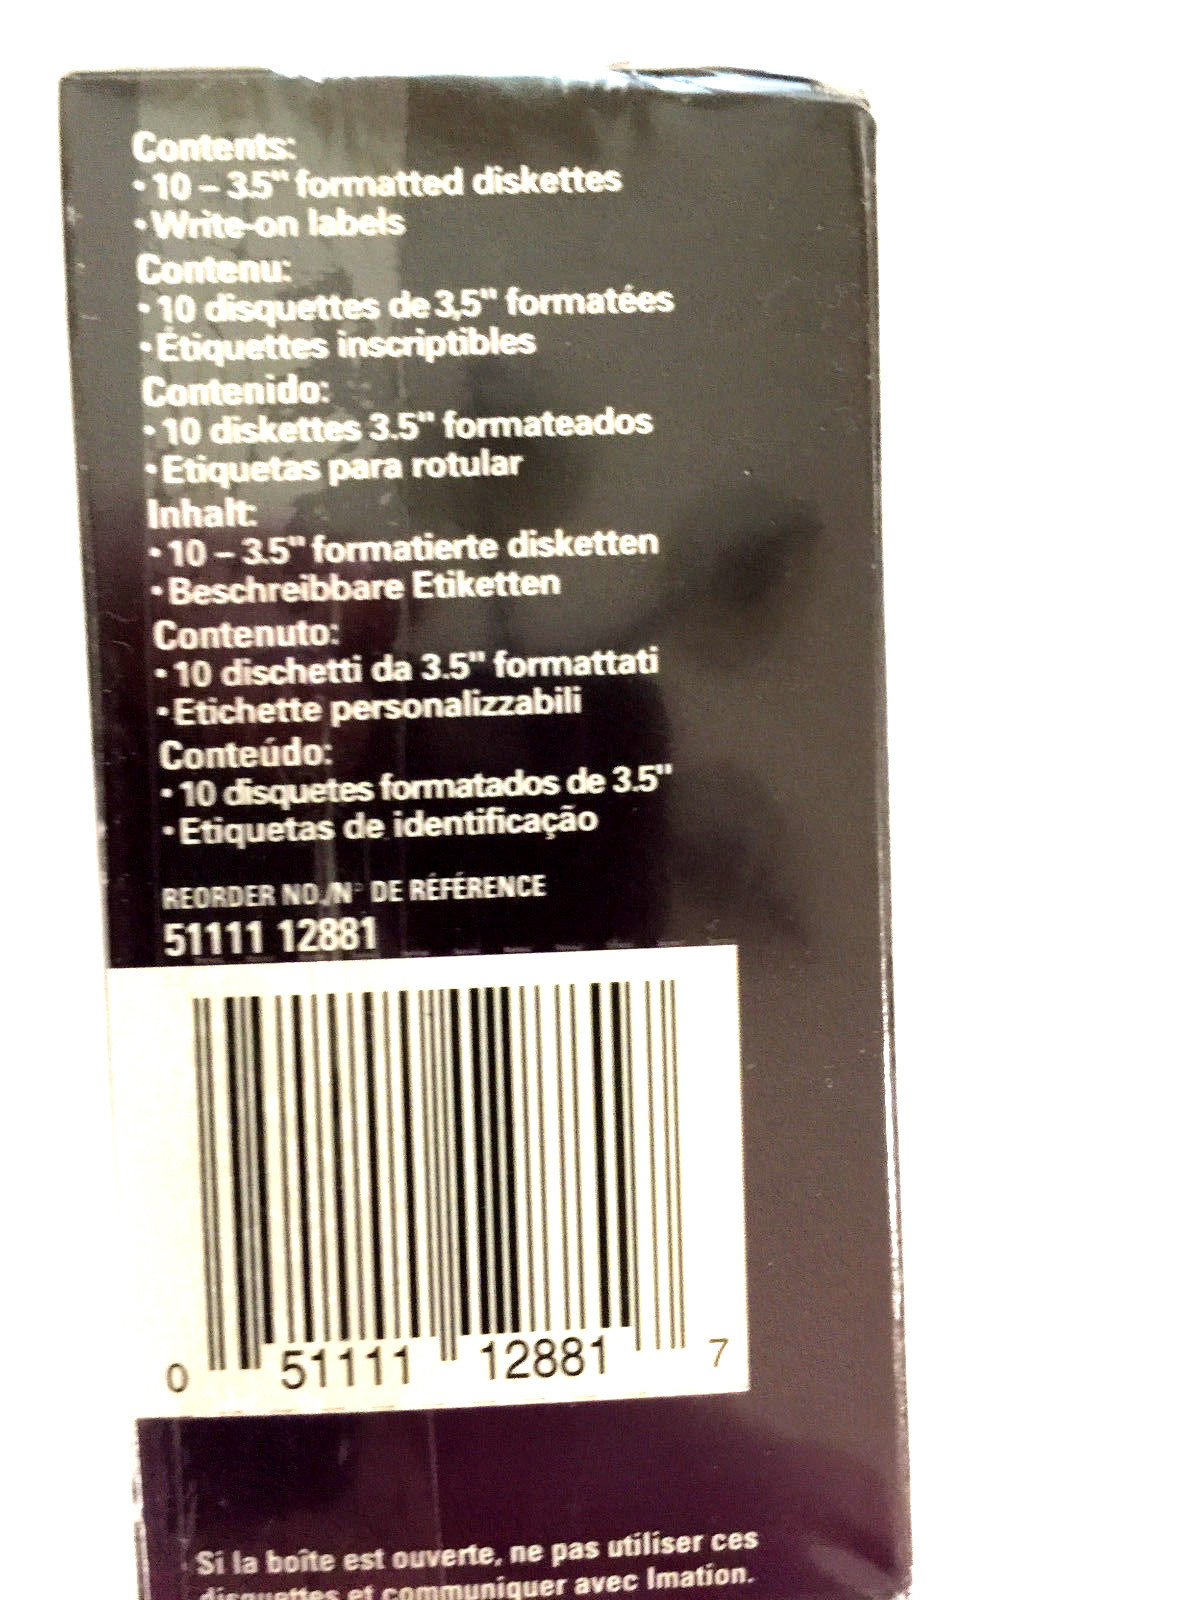 Contents:
• 10 – 3.5" formatted diskettes
• Write-on labels
Contenu:
• 10 disquettes de 3,5" formatées
• Étiquettes inscriptibles
Contenido:
• 10 diskettes 3.5" formateados
• Etiquetas para rotular
Inhalt:
• 10 – 3.5" formatierte disketten
• Beschreibbare Etiketten
Contenuto:
• 10 dischetti da 3.5" formattati
• Etichette personalizzabili
Conteúdo:
• 10 disquetes formatados de 3.5"
• Etiquetas de identificação
REORDER NO./N° DE RÉFÉRENCE
51111 12881
0 51111 12881 7
Si la boîte est ouverte, ne pas utiliser ces
disquettes et communiquer avec Imation.